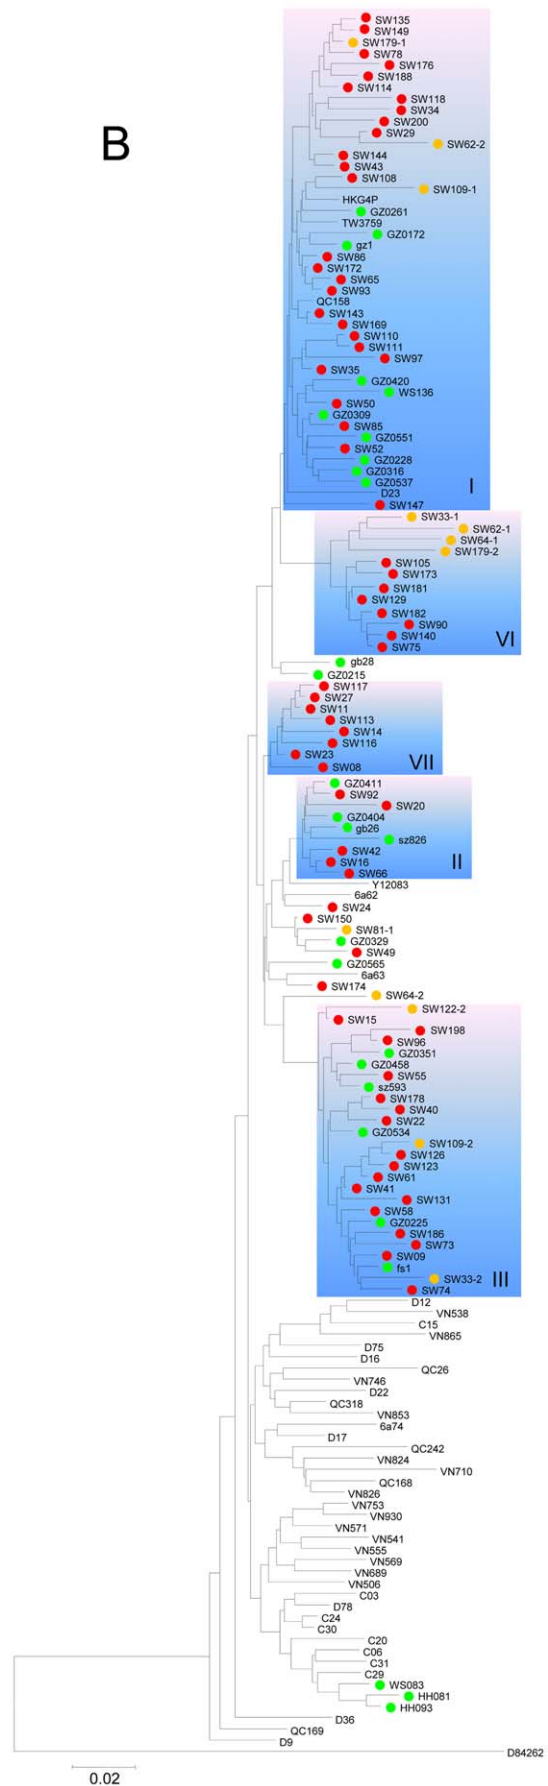 B
SW135
SW149
SW179-1
SW78
SW176
SW188
SW114
SW118
SW34
SW200
SW29
SW62-2
SW144
SW43
SW108
SW109-1
HKG4P
GZ0261
TW3759
GZ0172
gz1
SW86
SW172
SW65
SW93
QC158
SW143
SW169
SW110
SW111
SW97
SW35
GZ0420
WS136
SW50
GZ0309
SW85
GZ0551
SW52
GZ0228
GZ0316
GZ0537
I
D23
SW147
SW33-1
SW62-1
SW64-1
SW179-2
SW105
SW173
SW181
SW129
SW182
SW90
SW140
VI
SW75
gb28
GZ0215
SW117
SW27
SW11
SW113
SW14
SW116
SW23
VII
SW08
GZ0411
SW92
SW20
GZ0404
gb26
sz826
SW42
SW16
II
SW66
Y12083
6a62
SW24
SW150
SW81-1
GZ0329
SW49
GZ0565
6a63
SW174
SW64-2
SW122-2
SW15
SW198
SW96
GZ0351
GZ0458
SW55
sz593
SW178
SW40
SW22
GZ0534
SW109-2
SW126
SW123
SW61
SW41
SW131
SW58
GZ0225
SW186
SW73
SW09
fs1
SW33-2
III
SW74
D12
VN538
C15
VN865
D75
D16
QC26
VN746
D22
QC318
VN853
6a74
D17
QC242
VN824
VN710
QC168
VN826
VN753
VN930
VN571
VN541
VN555
VN569
VN689
VN506
C03
D78
C24
C30
C20
C06
C31
C29
WS083
HH081
HH093
D36
QC169
D9
D84262
0.02